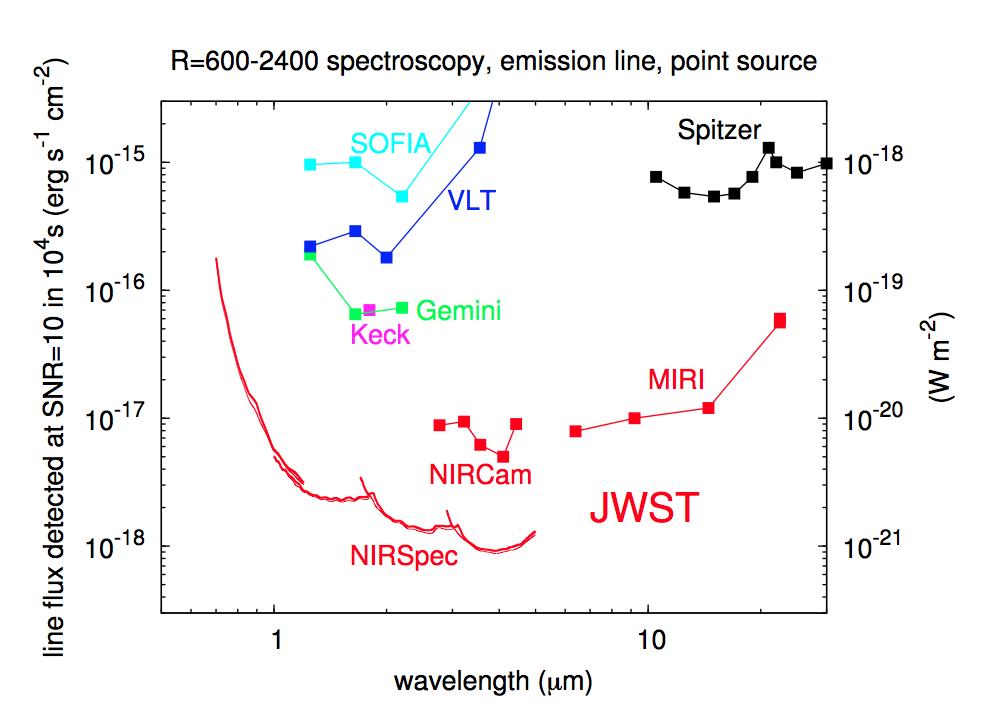 R=600-2400 spectroscopy, emission line, point source
line flux detected at SNR=10 in 10⁴s (erg s⁻¹ cm⁻²)
10⁻¹⁵
10⁻¹⁶
10⁻¹⁷
10⁻¹⁸
SOFIA
VLT
Spitzer
Gemini
Keck
MIRI
NIRCam
JWST
NIRSpec
10⁻¹⁸
10⁻¹⁹
10⁻²⁰
10⁻²¹
(W m⁻²)
1 10
wavelength (μm)